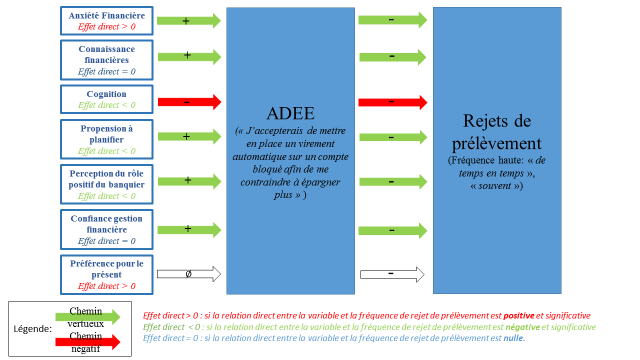 Anxiété Financière
Effet direct > 0
+
-
Connaissance
financières
Effet direct = 0
+
-
Cognition
Effet direct < 0
-
-
Propension à
planifier
Effet direct < 0
+
-
Perception du rôle
positif du banquier
Effet direct < 0
+
-
Confiance gestion
financière
Effet direct = 0
+
-
Préférence pour le
présent
Effet direct > 0
ø
-
ADEE
(« J'accepterais de mettre
en place un virement
automatique sur un compte
bloqué afin de me
contraindre à épargner
plus » )
Rejets de
prélèvement
(Fréquence haute: « de
temps en temps »,
« souvent »)
Légende:
Chemin
vertueux
Chemin
négatif
Effet direct > 0 : si la relation direct entre la variable et la fréquence de rejet de prélèvement est positive et significative
Effet direct < 0 : si la relation direct entre la variable et la fréquence de rejet de prélèvement est négative et significative
Effet direct = 0 : si la relation direct entre la variable et la fréquence de rejet de prélèvement est nulle.